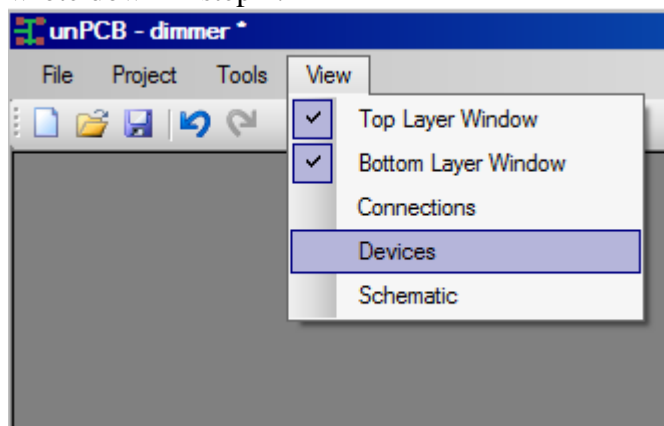 unPCB - dimmer *
File Project Tools View
Top Layer Window
Bottom Layer Window
Connections
Devices
Schematic